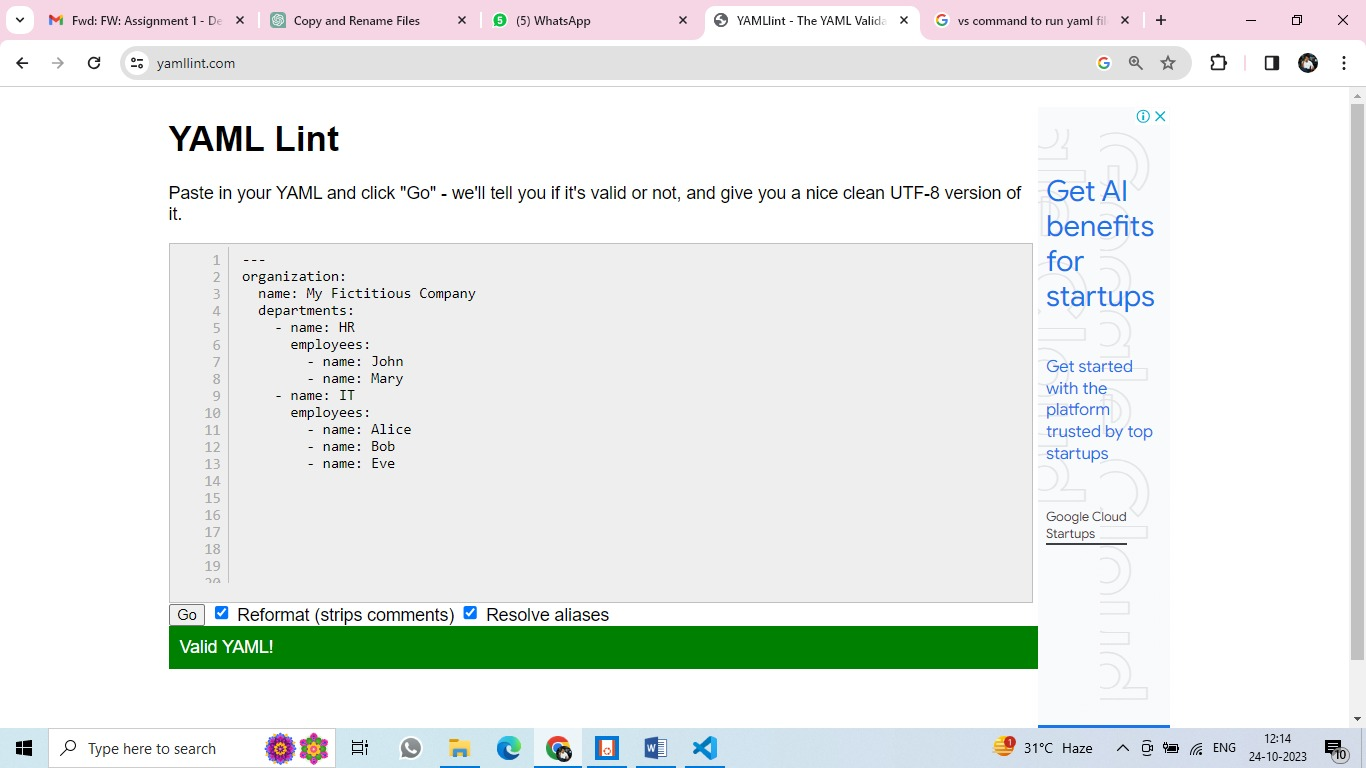 Fwd: FW: Assignment 1 - De
Copy and Rename Files
(5) WhatsApp
YAMLlint - The YAML Valida
vs command to run yaml fil
yamllint.com
YAML Lint
Paste in your YAML and click "Go" - we'll tell you if it's valid or not, and give you a nice clean UTF-8 version of
it.
1 ---
2 organization:
3   name: My Fictitious Company
4   departments:
5     - name: HR
6       employees:
7         - name: John
8         - name: Mary
9     - name: IT
10       employees:
11         - name: Alice
12         - name: Bob
13         - name: Eve
14
15
16
17
18
19
20
Go Reformat (strips comments) Resolve aliases
Valid YAML!
Get AI
benefits
for
startups
Get started
with the
platform
trusted by top
startups
Google Cloud
Startups
Type here to search
1
31°C Haze
ENG
12:14
24-10-2023
10